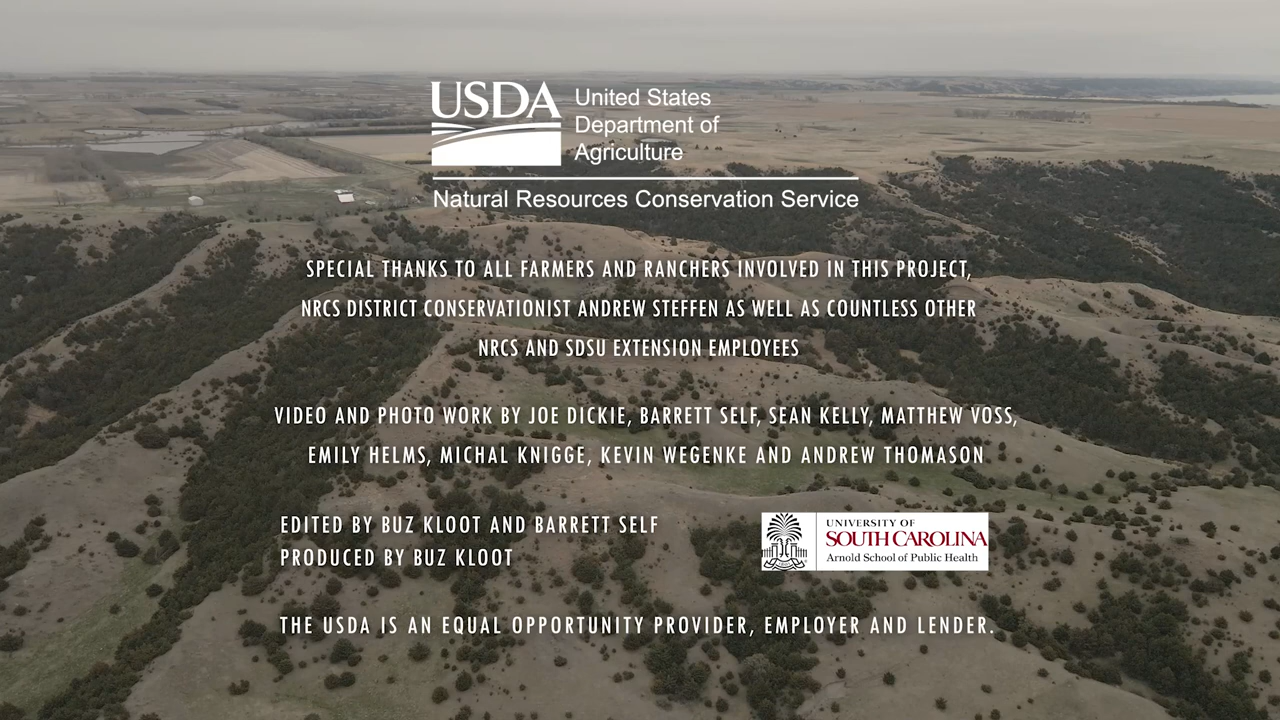 USDA
United States
Department of
Agriculture
Natural Resources Conservation Service
SPECIAL THANKS TO ALL FARMERS AND RANCHERS INVOLVED IN THIS PROJECT,
NRCS DISTRICT CONSERVATIONIST ANDREW STEFFEN AS WELL AS COUNTLESS OTHER
NRCS AND SDSU EXTENSION EMPLOYEES
VIDEO AND PHOTO WORK BY JOE DICKIE, BARRETT SELF, SEAN KELLY, MATTHEW VOSS,
EMILY HELMS, MICHAL KNIGGE, KEVIN WEGENKE AND ANDREW THOMASON
EDITED BY BUZ KLOOT AND BARRETT SELF
PRODUCED BY BUZ KLOOT
UNIVERSITY OF
SOUTH CAROLINA
Arnold School of Public Health
THE USDA IS AN EQUAL OPPORTUNITY PROVIDER, EMPLOYER AND LENDER.